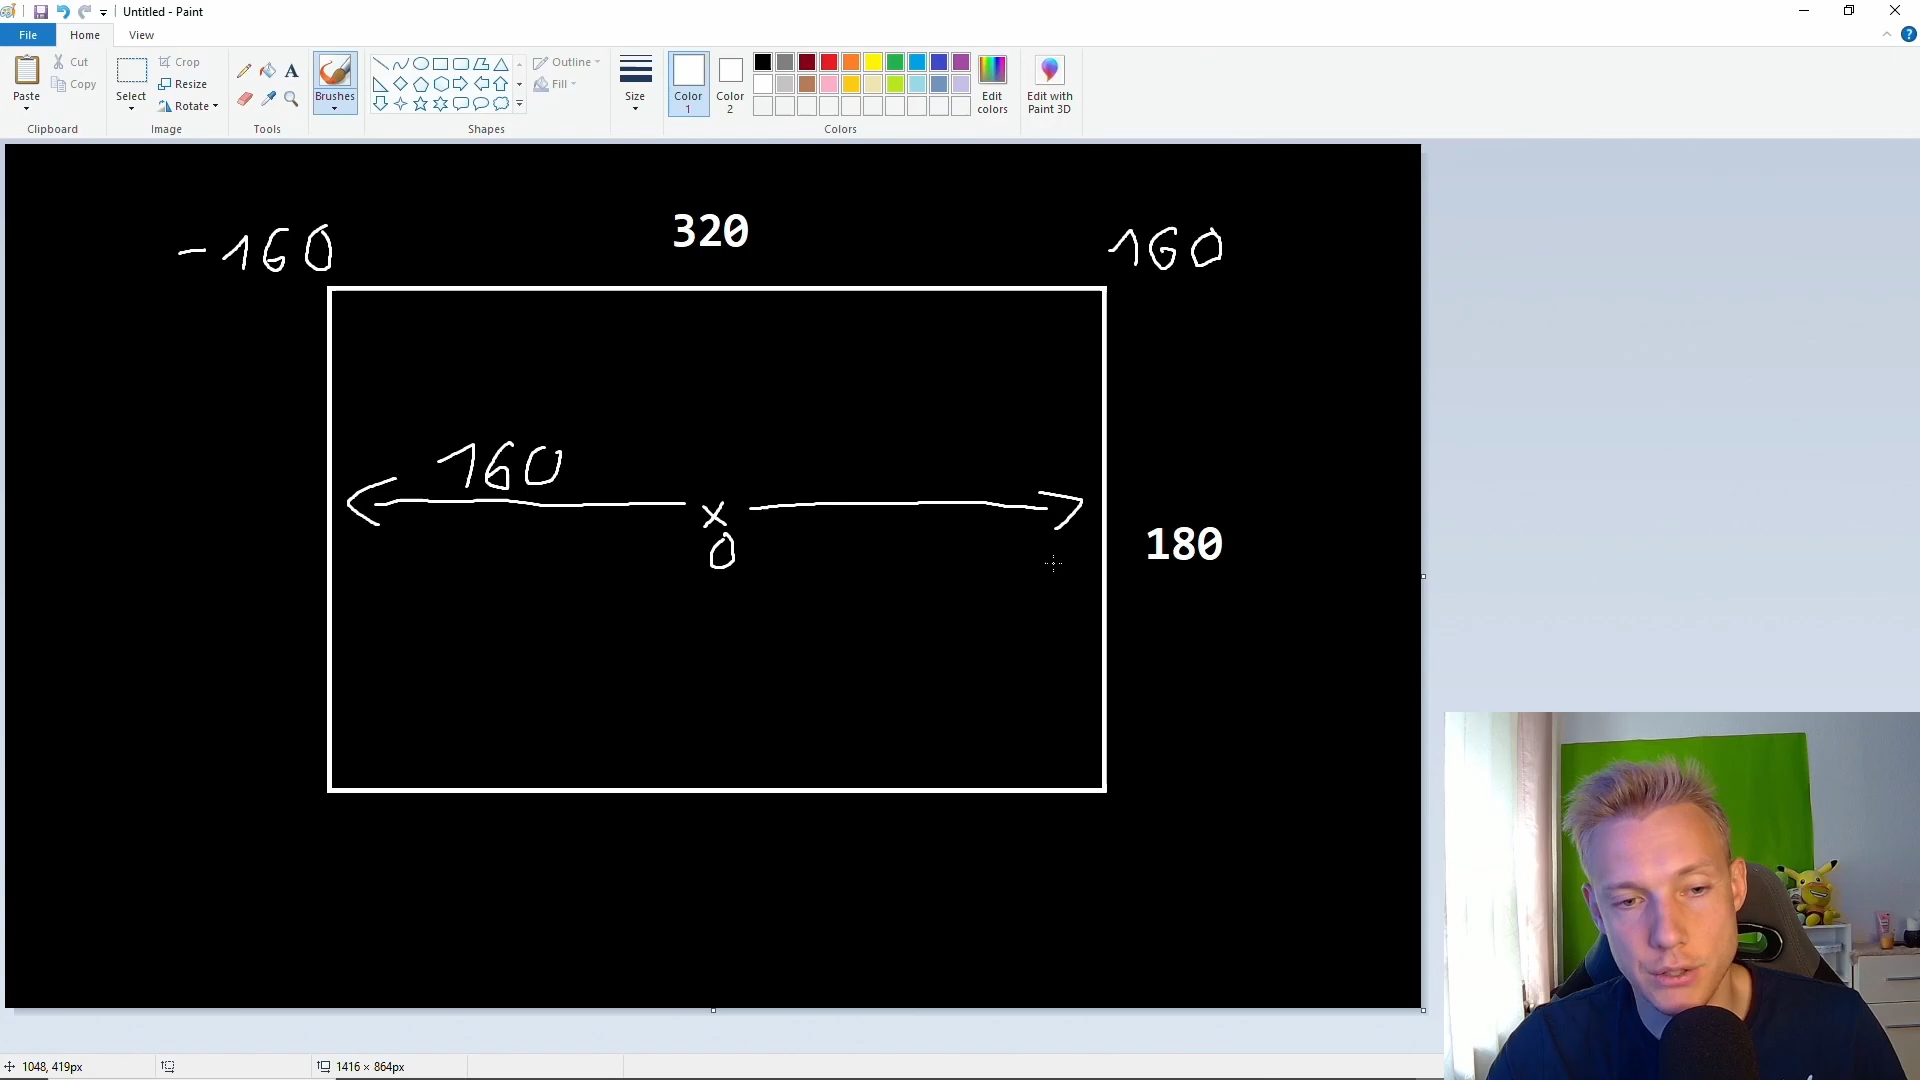 Untitled - Paint
File Home View
Paste
Cut
Copy
Clipboard
Select
Crop
Resize
Rotate
Image
A
Tools
Brushes
Shapes
Outline
Fill
Size
Color 1
Color 2
Colors
Edit colors
Edit with Paint 3D
?
-160 320 160
160
x
0
180
1048, 419px
1416 × 864px